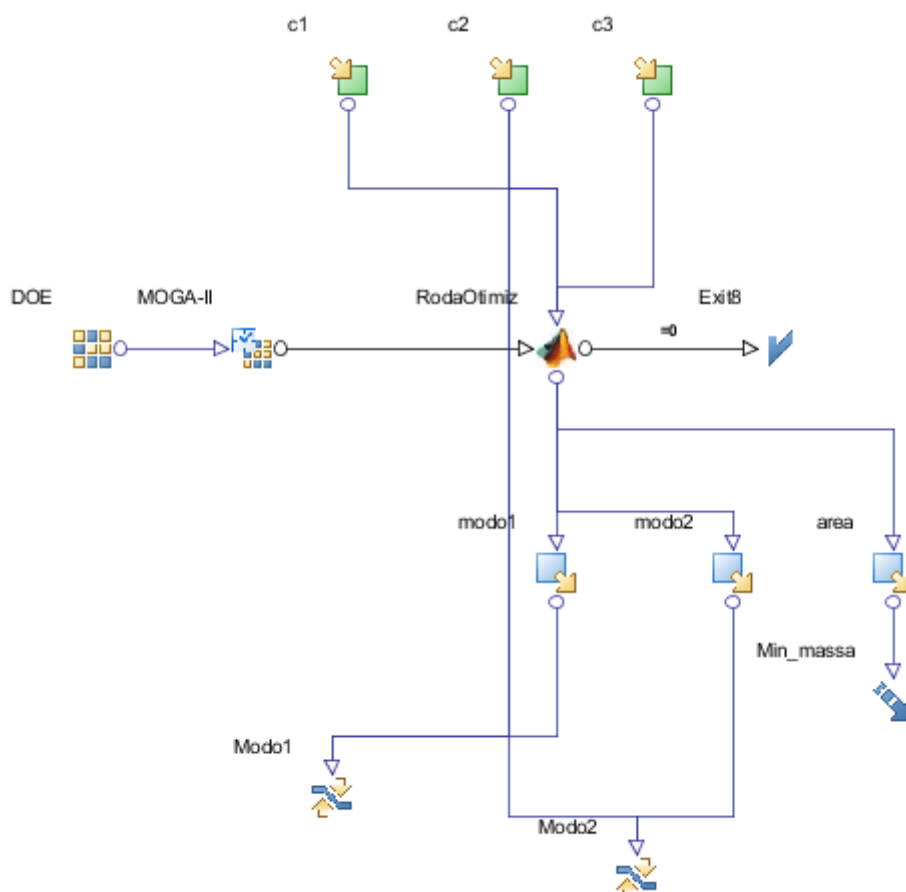 c1
c2
c3
DOE
MOGA-II
RodaOtimiz
Exit8
=0
modo1
modo2
area
Min_massa
Modo1
Modo2